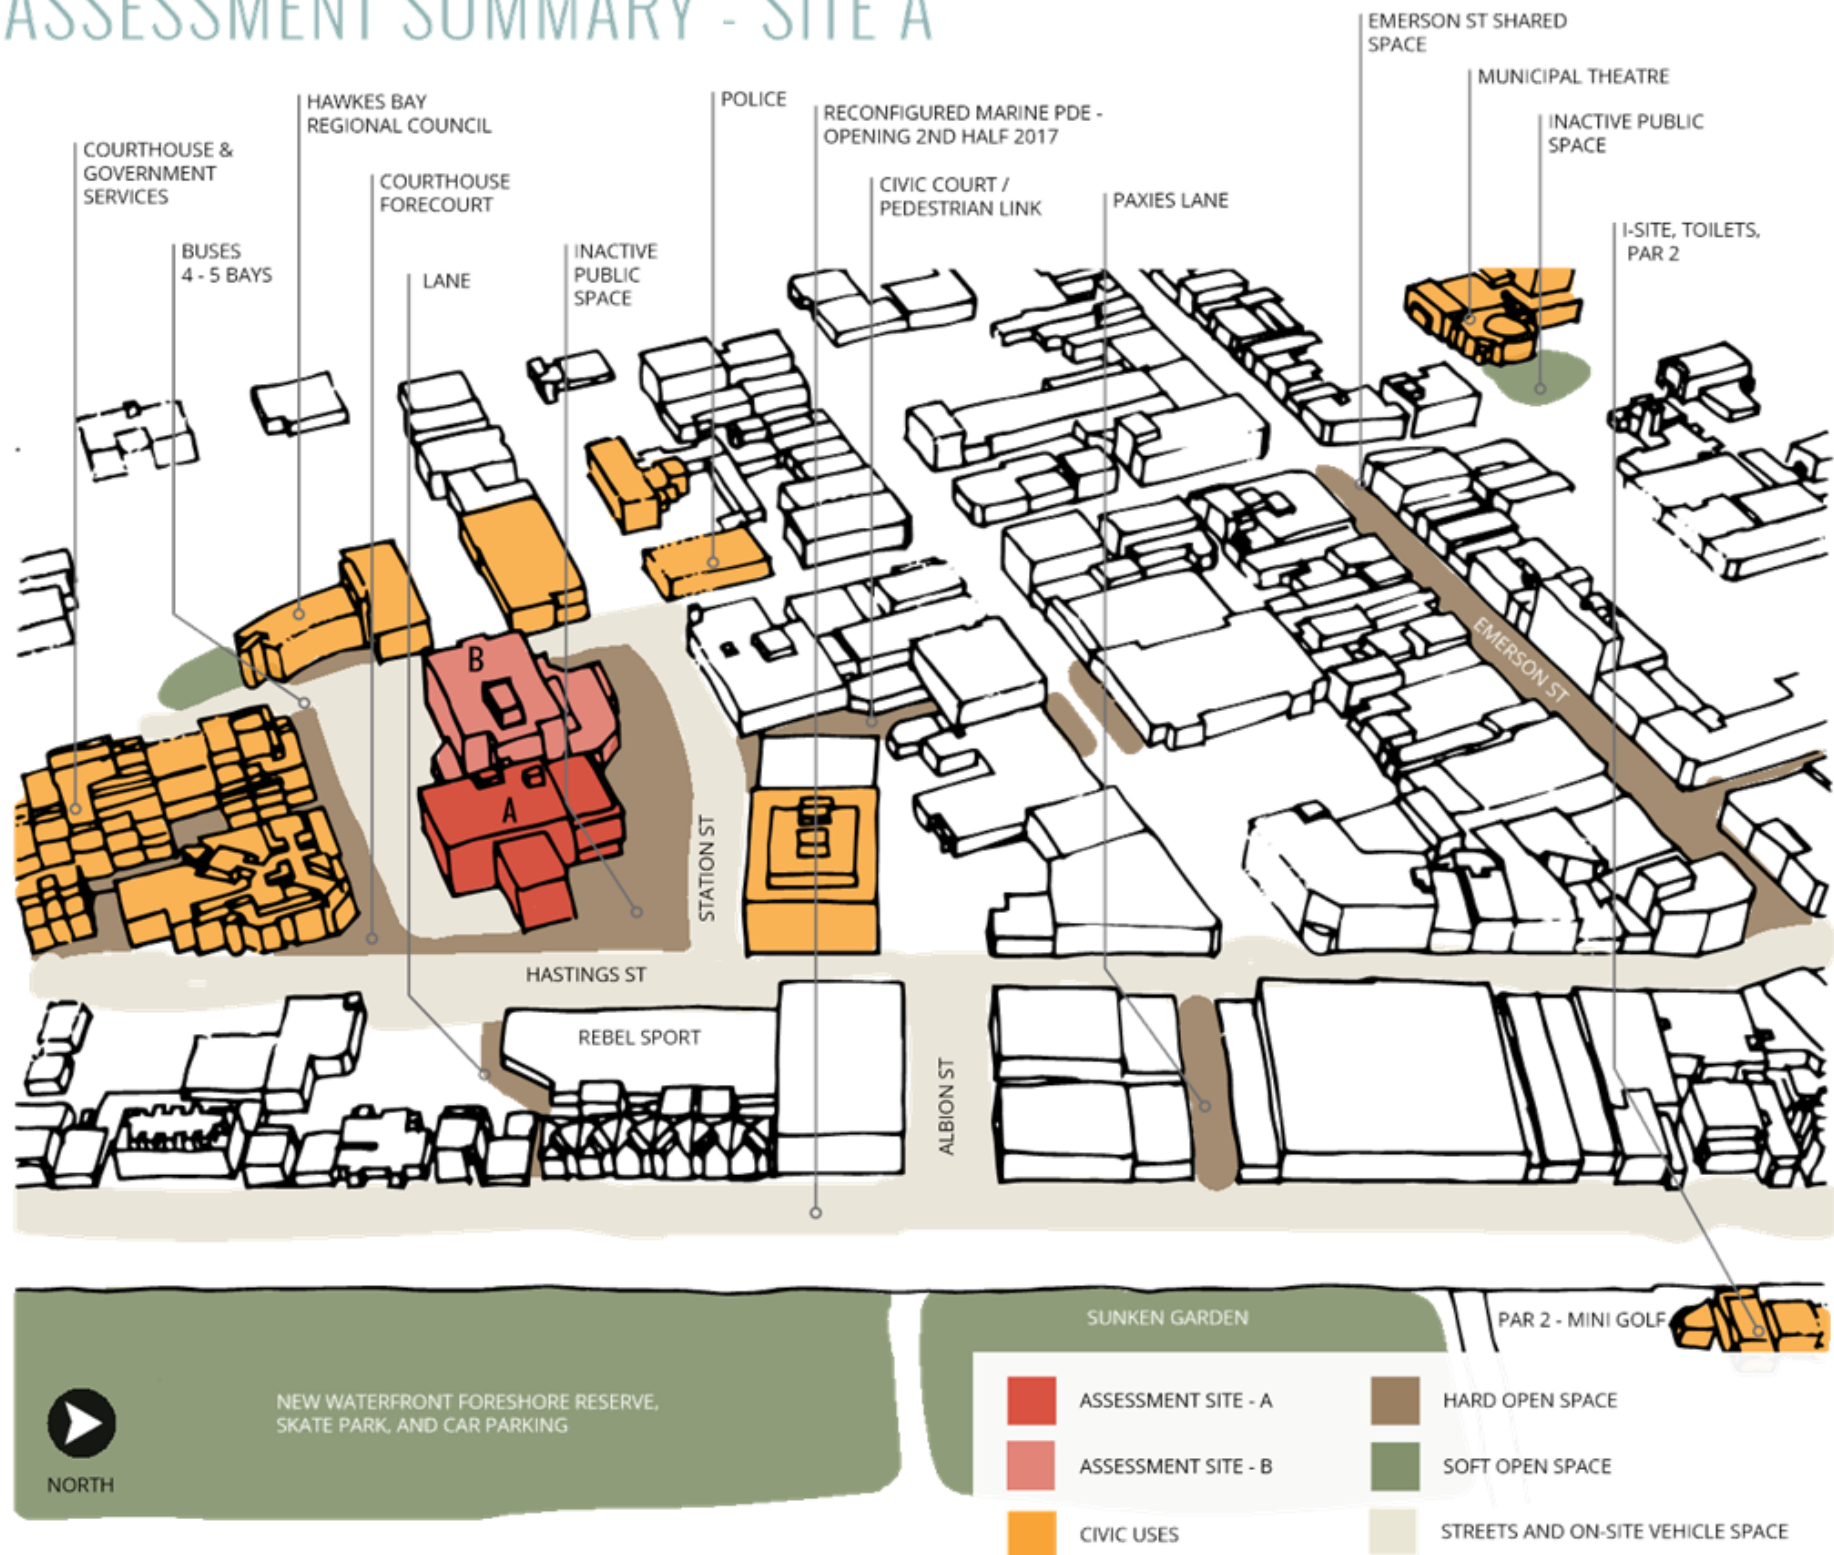 ASSESSMENT SUMMARY - SITE A
EMERSON ST SHARED
SPACE
MUNICIPAL THEATRE
HAWKES BAY
REGIONAL COUNCIL
POLICE
RECONFIGURED MARINE PDE -
OPENING 2ND HALF 2017
INACTIVE PUBLIC
SPACE
COURTHOUSE &
GOVERNMENT
SERVICES
COURTHOUSE
FORECOURT
CIVIC COURT /
PEDESTRIAN LINK
PAXIES LANE
I-SITE, TOILETS,
PAR 2
BUSES
4 - 5 BAYS
LANE
INACTIVE
PUBLIC
SPACE
B
A
EMERSON ST
STATION ST
HASTINGS ST
REBEL SPORT
ALBION ST
SUNKEN GARDEN
PAR 2 - MINI GOLF
NEW WATERFRONT FORESHORE RESERVE,
SKATE PARK, AND CAR PARKING
NORTH
ASSESSMENT SITE - A
ASSESSMENT SITE - B
CIVIC USES
HARD OPEN SPACE
SOFT OPEN SPACE
STREETS AND ON-SITE VEHICLE SPACE